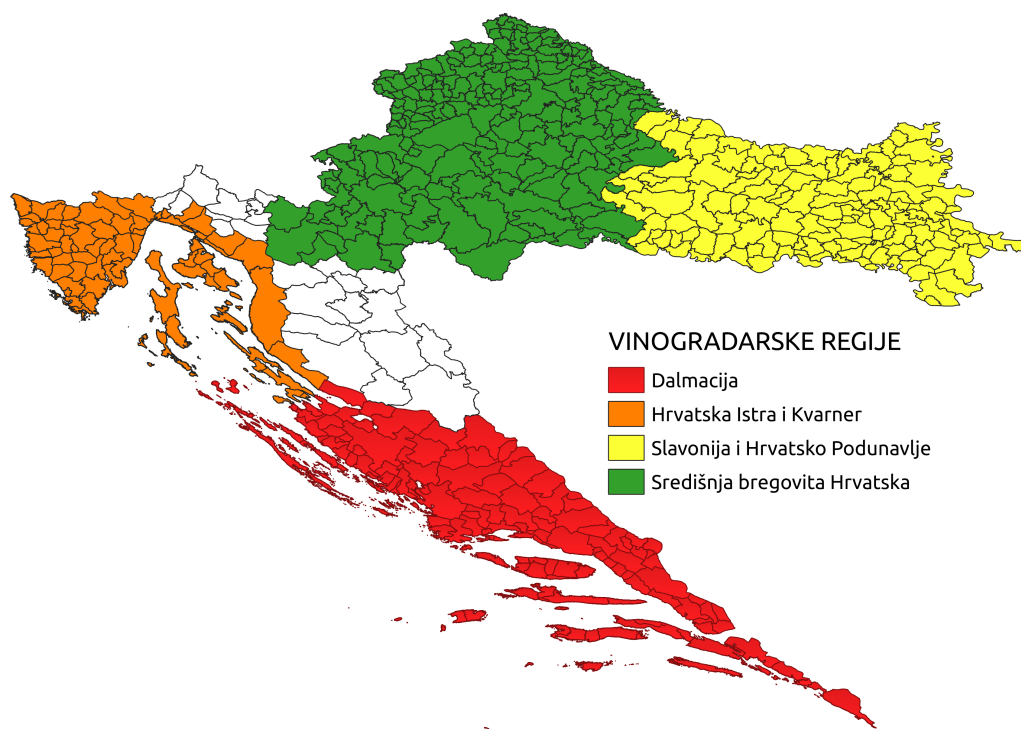 VINOGRADARSKE REGIJE
Dalmacija
Hrvatska Istra i Kvarner
Slavonija i Hrvatsko Podunavlje
Središnja bregovita Hrvatska